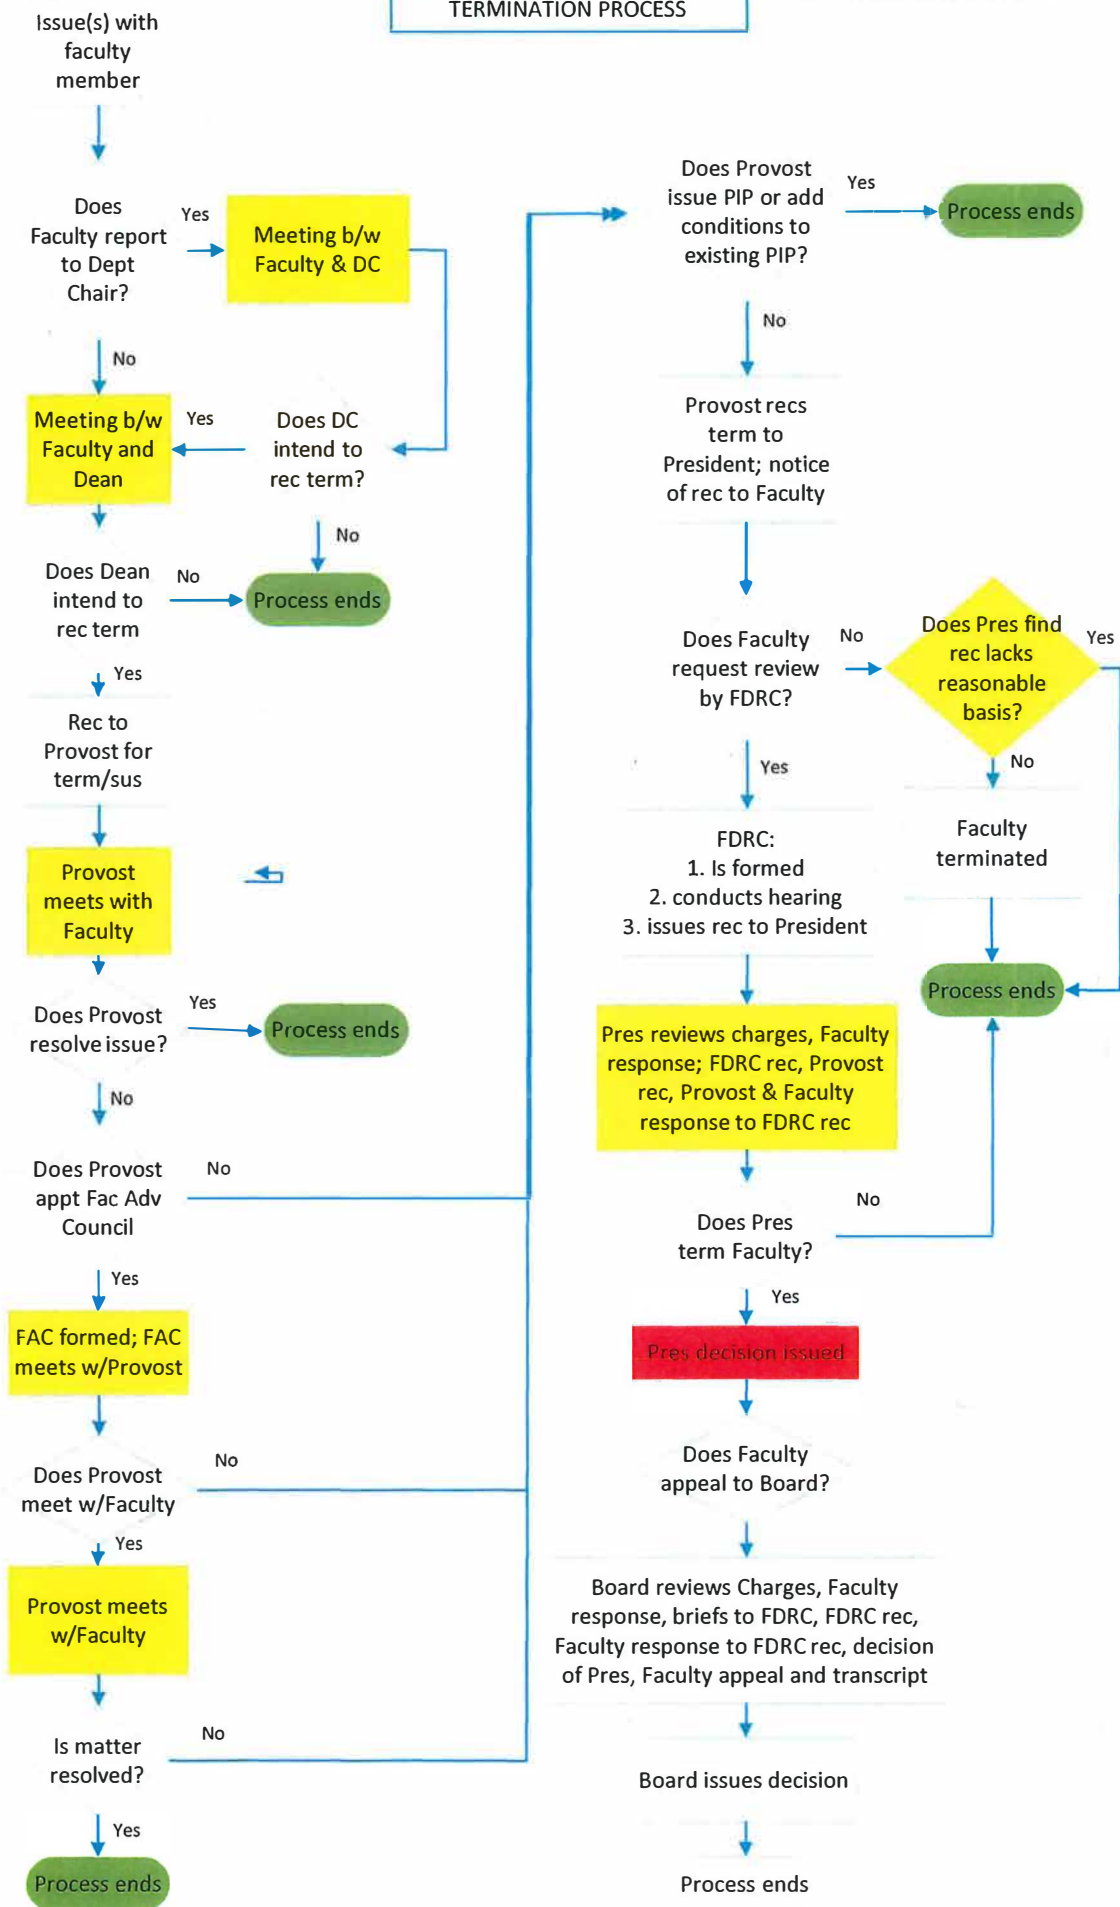 TERMINATION PROCESS
Issue(s) with
faculty
member
Does
Faculty report
to Dept
Chair?
Yes
Meeting b/w
Faculty & DC
No
Meeting b/w
Faculty and
Dean
Yes
Does DC
intend to
rec term?
No
Does Dean
intend to
rec term
No
Process ends
Yes
Rec to
Provost for
term/sus
Provost
meets with
Faculty
Does Provost
resolve issue?
Yes
Process ends
No
Does Provost
appt Fac Adv
Council
No
Yes
FAC formed; FAC
meets w/Provost
Does Provost
meet w/Faculty
No
Yes
Provost meets
w/Faculty
Is matter
resolved?
No
Yes
Process ends
Does Provost
issue PIP or add
conditions to
existing PIP?
Yes
Process ends
No
Provost recs
term to
President; notice
of rec to Faculty
Does Faculty
request review
by FDRC?
No
Does Pres find
rec lacks
reasonable
basis?
Yes
No
Faculty
terminated
Process ends
Yes
FDRC:
1. Is formed
2. conducts hearing
3. issues rec to President
Pres reviews charges, Faculty
response; FDRC rec, Provost
rec, Provost & Faculty
response to FDRC rec
Does Pres
term Faculty?
No
Yes
Pres decision issued
Does Faculty
appeal to Board?
Board reviews Charges, Faculty
response, briefs to FDRC, FDRC rec,
Faculty response to FDRC rec, decision
of Pres, Faculty appeal and transcript
Board issues decision
Process ends